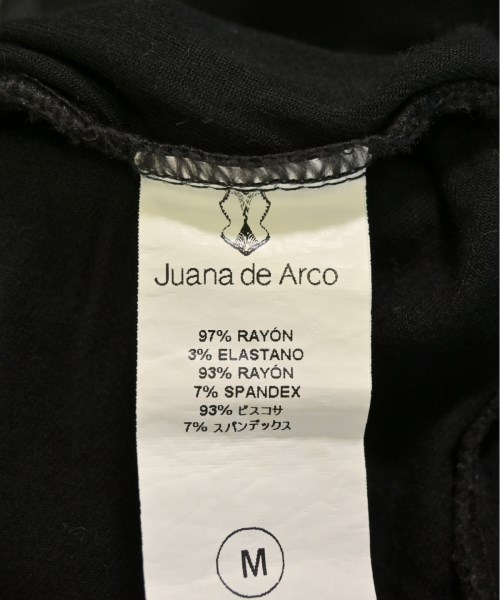 Juana de Arco
97% RAYÓN
3% ELASTANO
93% RAYÓN
7% SPANDEX
93% ビスコサ
7% スパンデックス
M